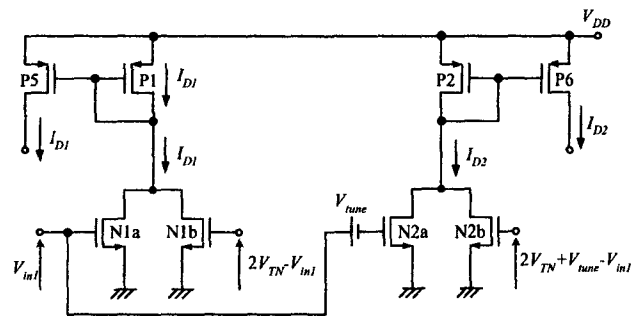 V_DD
P5 P1 P2 P6
I_D1
I_D1 I_D1 I_D2 I_D2
V_tune
N1a N1b N2a N2b
V_in1 2V_TN-V_in1 2V_TN+V_tune-V_in1